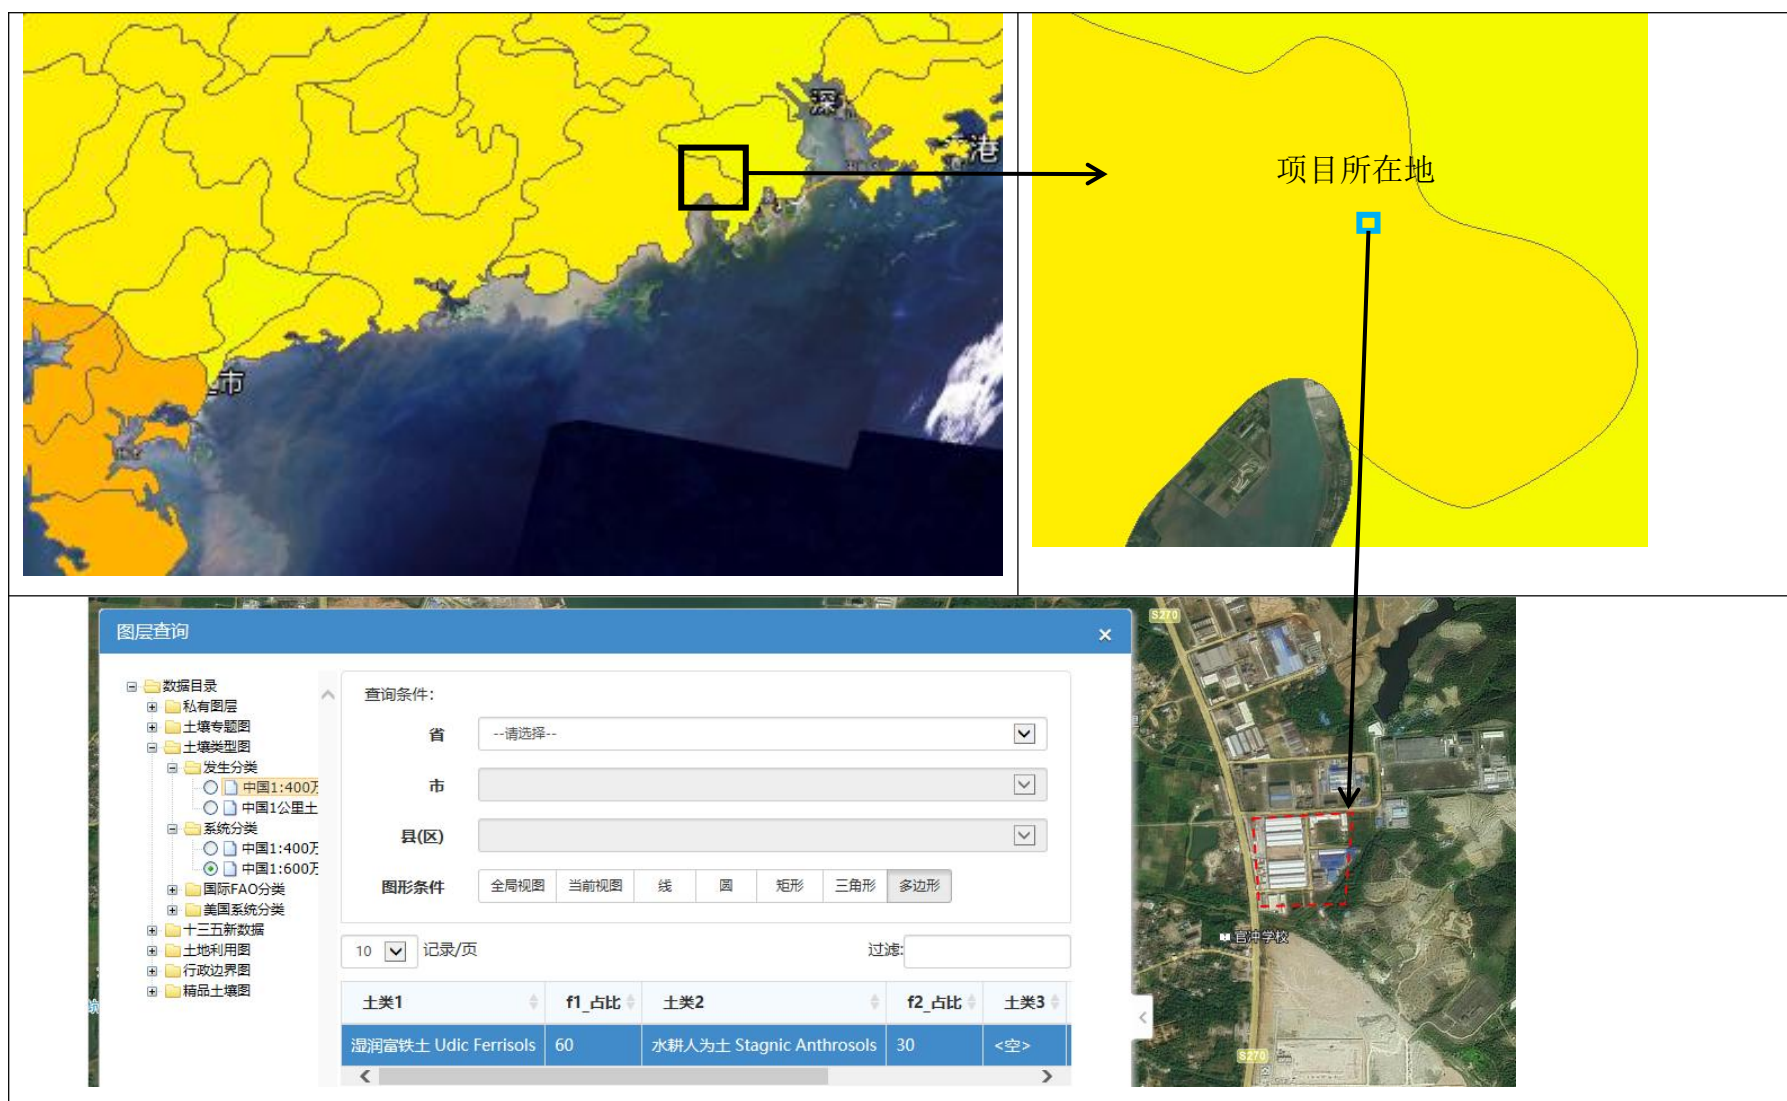 深
港
市
项目所在地
图层查询
×
数据目录
私有图层
土壤专题图
土壤类型图
发生分类
中国1:400万
中国1公里土
系统分类
中国1:400万
中国1:600万
国际FAO分类
美国系统分类
十三五新数据
土地利用图
行政边界图
精品土壤图
查询条件:
省
--请选择--
市
县(区)
图形条件
全局视图 当前视图 线 圆 矩形 三角形 多边形
10 记录/页
过滤:
土类1 f1_占比 土类2 f2_占比 土类3
湿润富铁土 Udic Ferrisols 60 水耕人为土 Stagnic Anthrosols 30 <空>
S270
官冲学校
S270